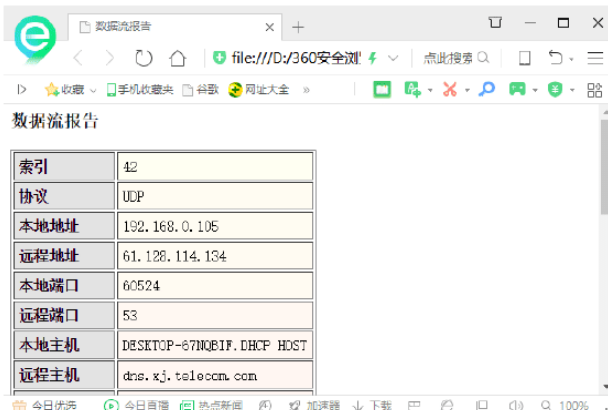 数据流报告
file:///D:/360安全浏
点此搜索
收藏
手机收藏夹
谷歌
网址大全
»
数据流报告
索引 42
协议 UDP
本地地址 192.168.0.105
远程地址 61.128.114.134
本地端口 60524
远程端口 53
本地主机 DESKTOP-67NQBIF.DHCP HOST
远程主机 dns.xj.telecom.com
今日优选
今日直播
热点新闻
加速器
下载
100%